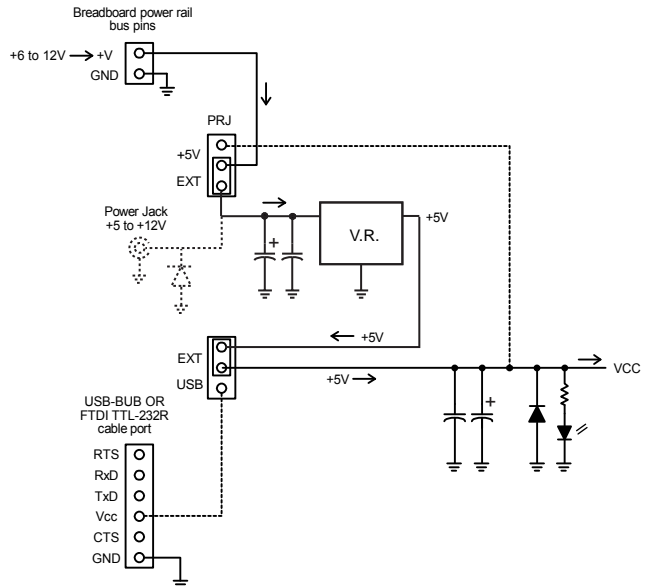 Breadboard power rail
bus pins
+6 to 12V
+V
GND
PRJ
+5V
EXT
Power Jack
+5 to +12V
+
V.R.
+5V
+5V
EXT
USB
+5V
VCC
+
USB-BUB OR
FTDI TTL-232R
cable port
RTS
RxD
TxD
Vcc
CTS
GND